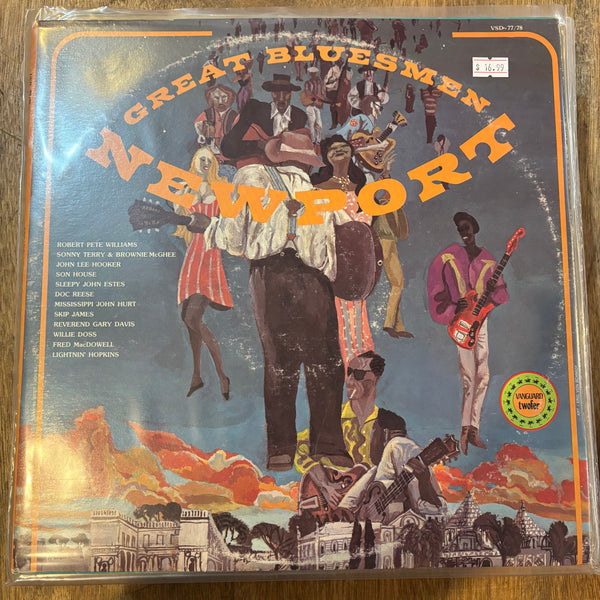 VSD-77/78
$ 16.99
GREAT BLUESMEN
NEWPORT
ROBERT PETE WILLIAMS
SONNY TERRY & BROWNIE McGHEE
JOHN LEE HOOKER
SON HOUSE
SLEEPY JOHN ESTES
DOC REESE
MISSISSIPPI JOHN HURT
SKIP JAMES
REVEREND GARY DAVIS
WILLIE DOSS
FRED MacDOWELL
LIGHTNIN' HOPKINS
VANGUARD
twofer